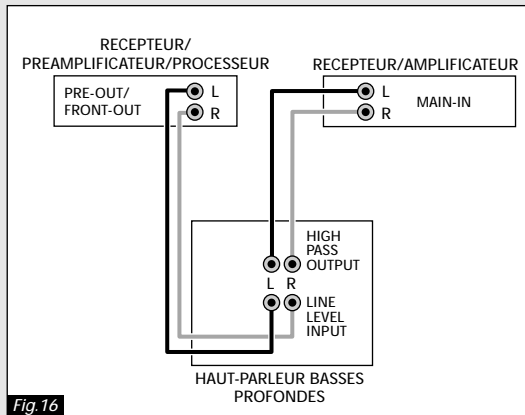 RECEPTEUR/
PREAMPLIFICATEUR/PROCESSEUR
PRE-OUT/
FRONT-OUT
L
R
RECEPTEUR/AMPLIFICATEUR
L
R
MAIN-IN
HIGH
PASS
OUTPUT
L R
LINE
LEVEL
INPUT
HAUT-PARLEUR BASSES
PROFONDES
Fig.16